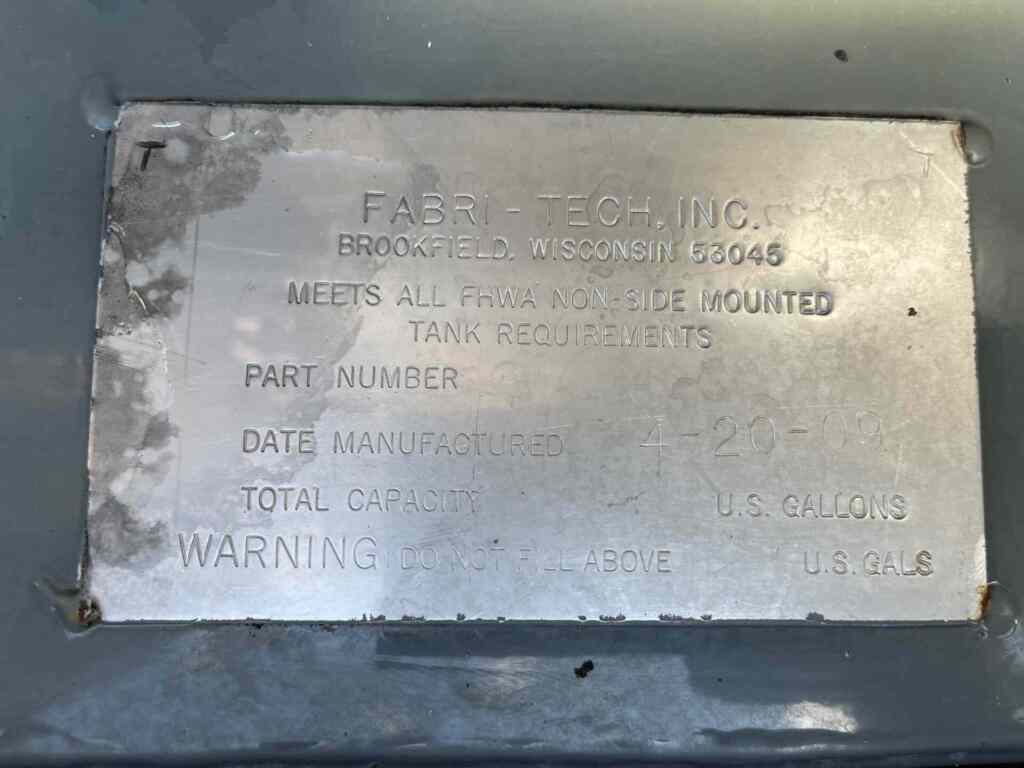 T T
FABRI - TECH, INC.
BROOKFIELD, WISCONSIN 53045
MEETS ALL FHWA NON-SIDE MOUNTED
TANK REQUIREMENTS
PART NUMBER
DATE MANUFACTURED 4-20-09
TOTAL CAPACITY U.S. GALLONS
WARNING DO NOT FILL ABOVE U.S. GALS